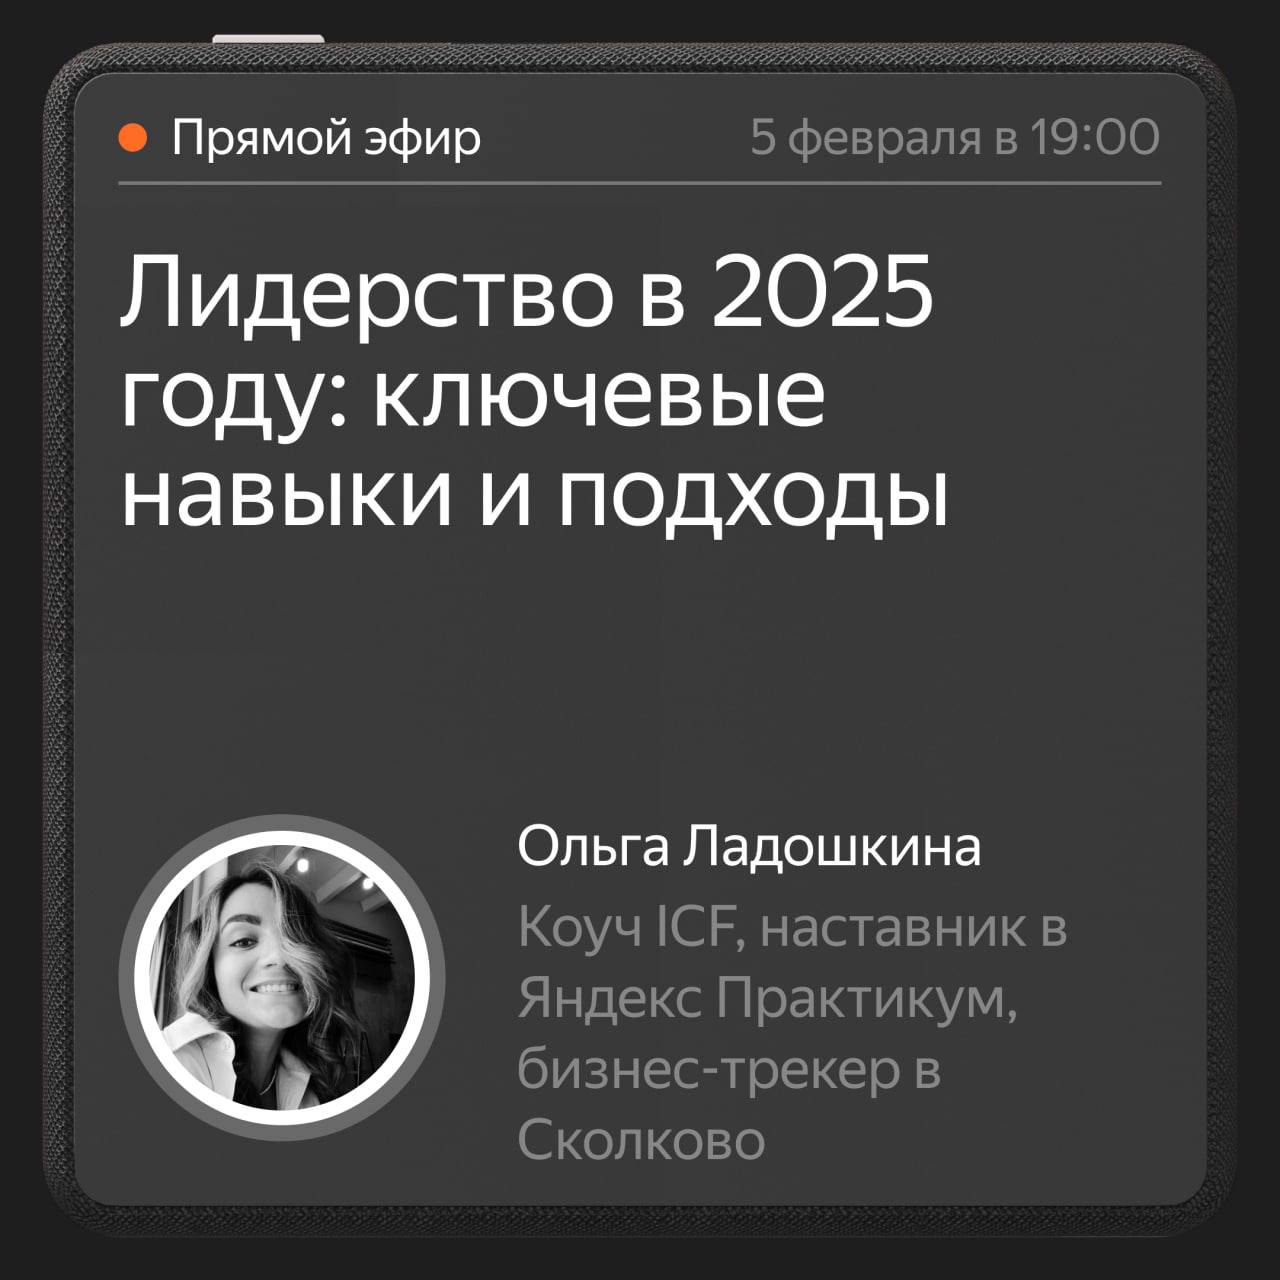 Прямой эфир
5 февраля в 19:00
Лидерство в 2025
году: ключевые
навыки и подходы
Ольга Ладошкина
Коуч ICF, наставник в
Яндекс Практикум,
бизнес-трекер в
Сколково